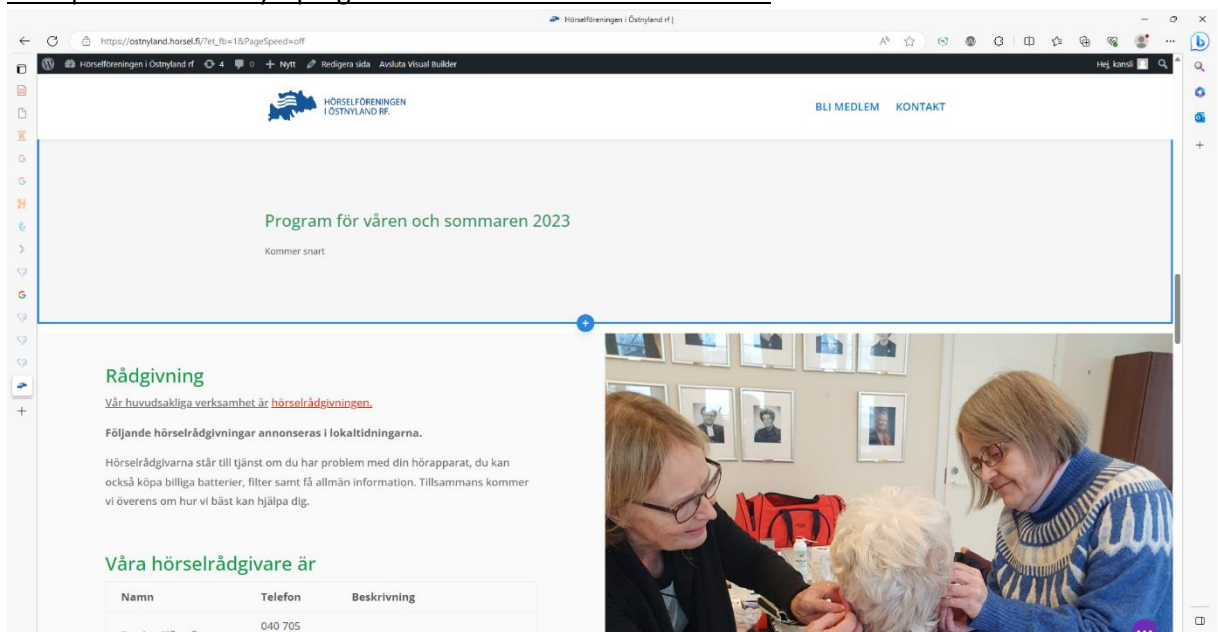 Hörselföreningen i Östnyland rf |
https://ostnyland.horsel.fi/?et_fb=1&PageSpeed=off
Hörselföreningen i Östnyland rf 4 0 + Nytt Redigera sida Avsluta Visual Builder Hej, kansli
HÖRSELFÖRENINGEN
I ÖSTNYLAND RF.
BLI MEDLEM KONTAKT
Program för våren och sommaren 2023
Kommer snart
Rådgivning
Vår huvudsakliga verksamhet är hörselrådgivningen.
Följande hörselrådgivningar annonseras i lokaltidningarna.
Hörselrådgivarna står till tjänst om du har problem med din hörapparat, du kan
också köpa billiga batterier, filter samt få allmän information. Tillsammans kommer
vi överens om hur vi bäst kan hjälpa dig.
Våra hörselrådgivare är
Namn Telefon Beskrivning
040 705